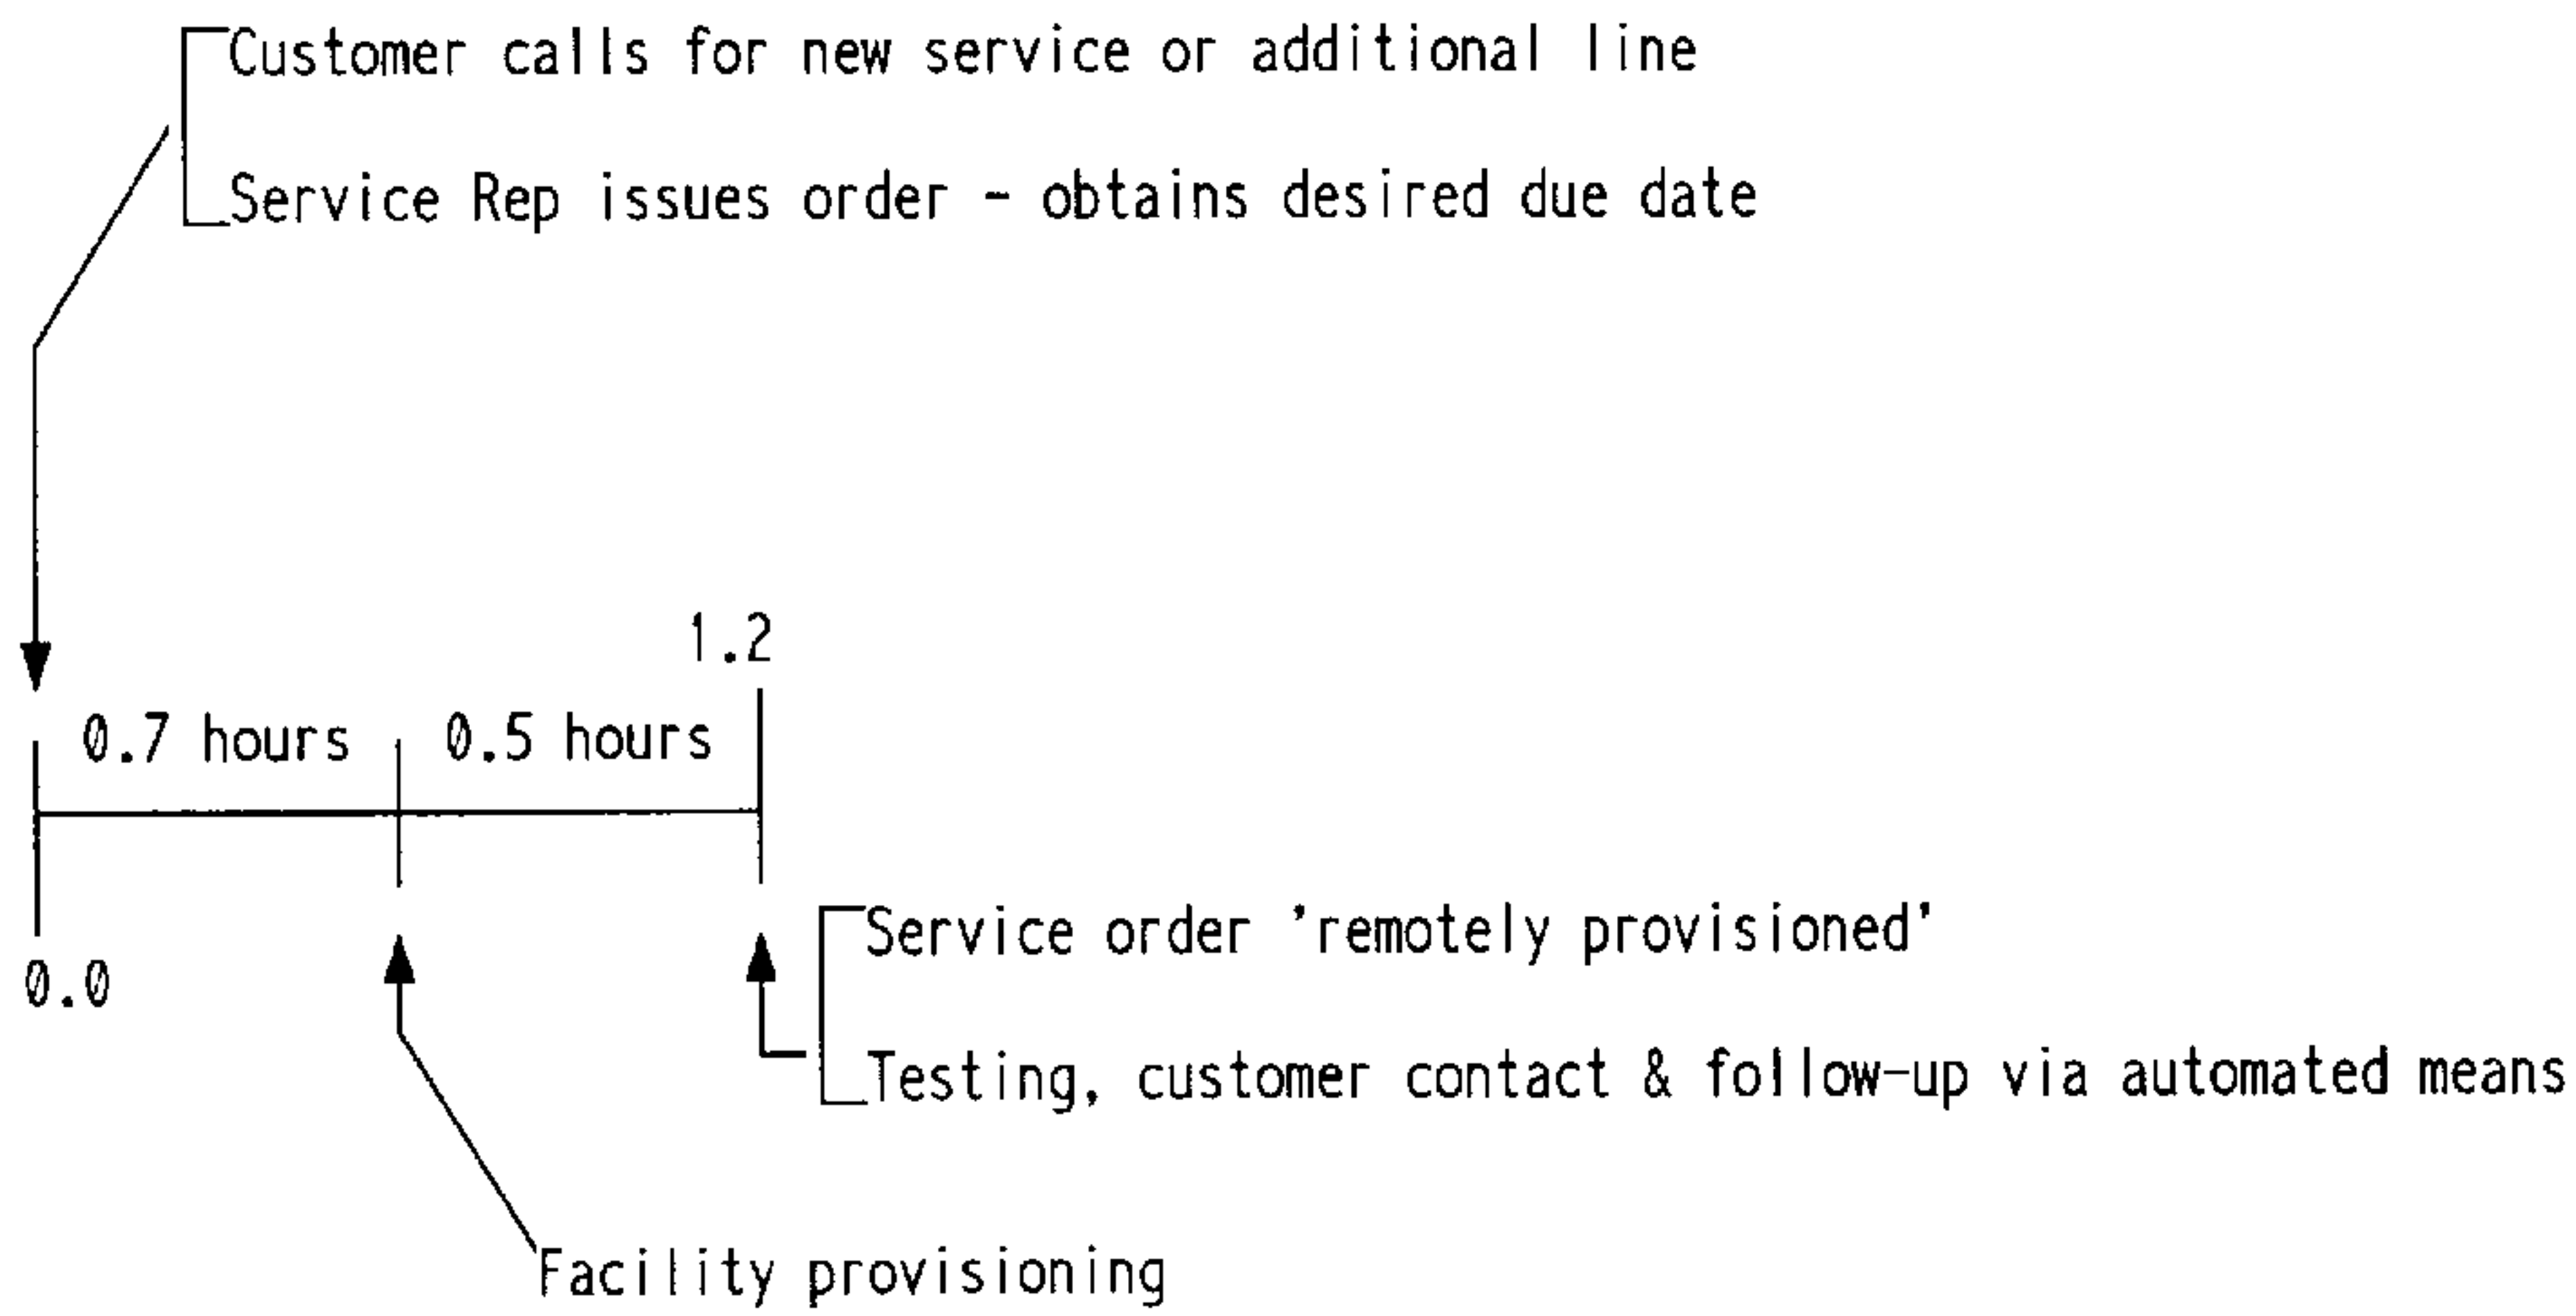 Customer calls for new service or additional line
Service Rep issues order - obtains desired due date
1.2
0.7 hours
0.5 hours
0.0
Service order 'remotely provisioned'
Testing, customer contact & follow-up via automated means
Facility provisioning